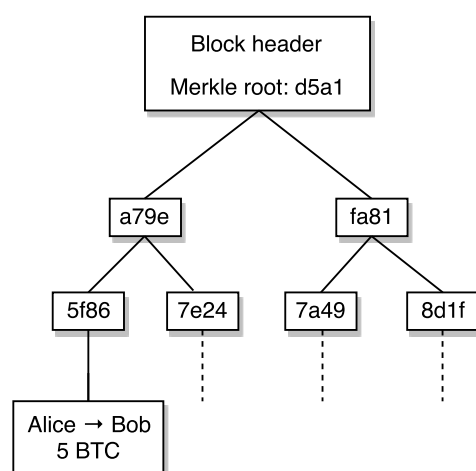 Block header
Merkle root: d5a1
a79e
fa81
5f86
7e24
7a49
8d1f
Alice → Bob
5 BTC